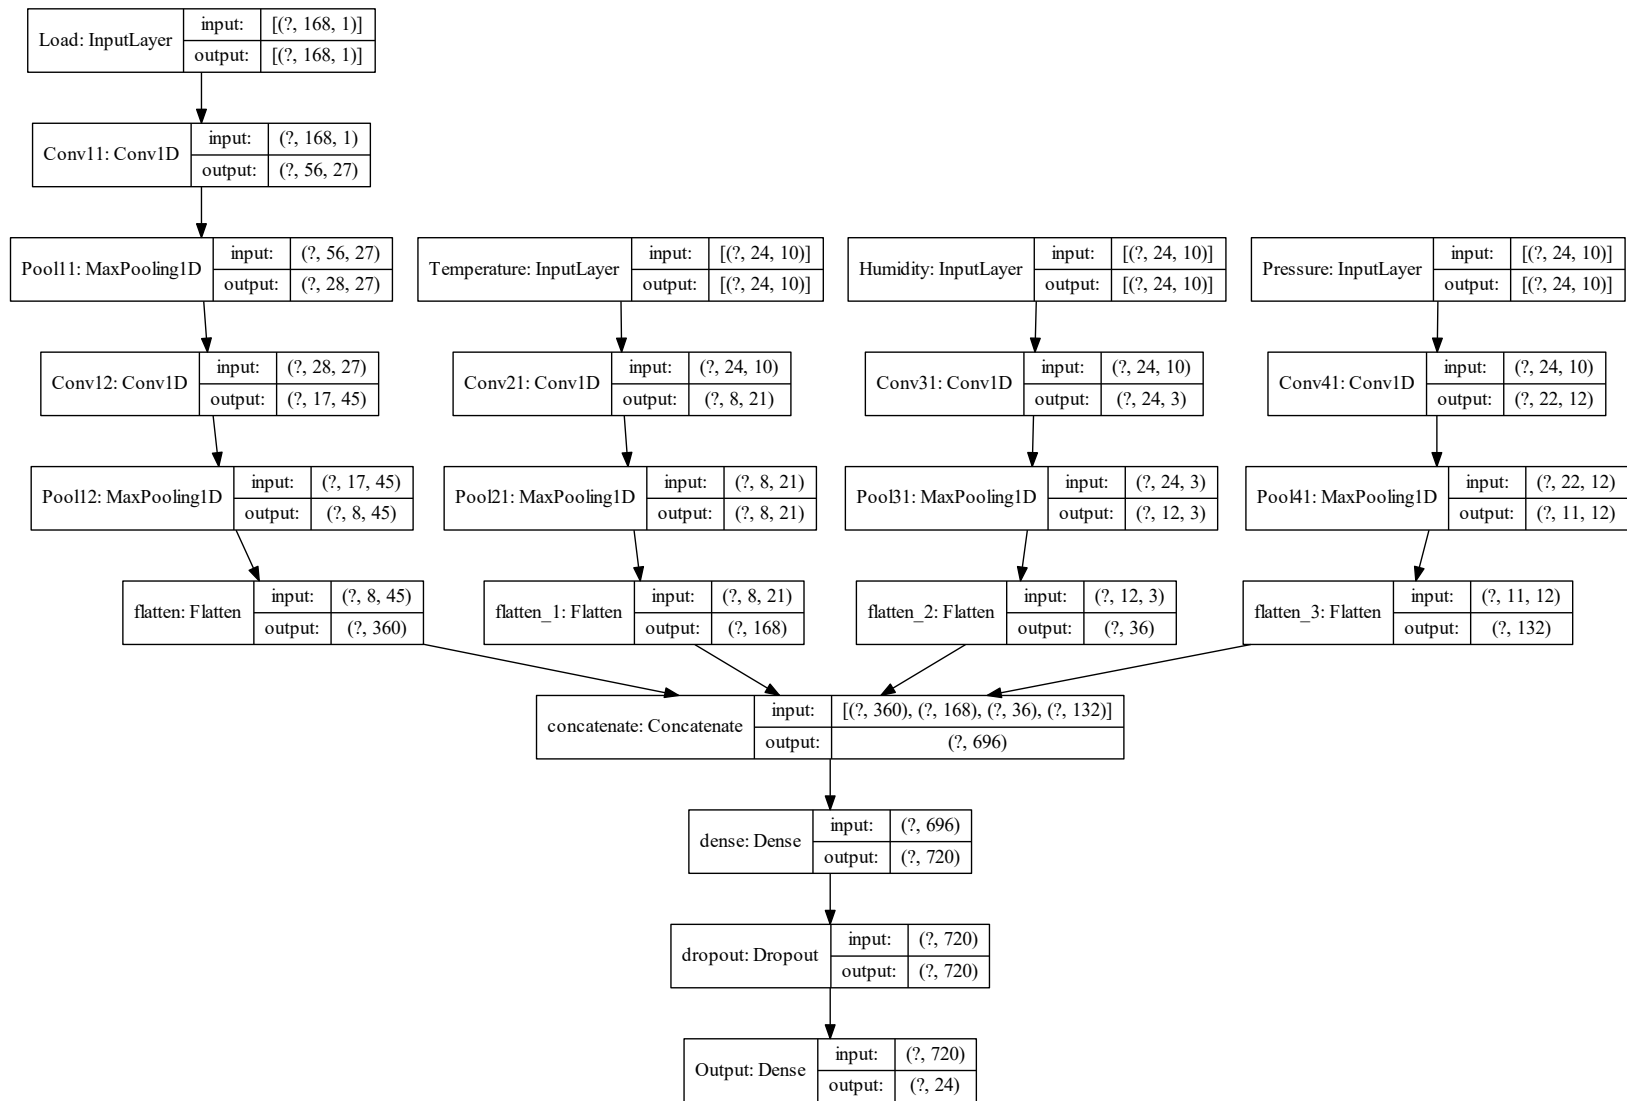 Load: InputLayer
input: [(?, 168, 1)]
output: [(?, 168, 1)]
Conv11: Conv1D
input: (?, 168, 1)
output: (?, 56, 27)
Pool11: MaxPooling1D
input: (?, 56, 27)
output: (?, 28, 27)
Temperature: InputLayer
input: [(?, 24, 10)]
output: [(?, 24, 10)]
Humidity: InputLayer
input: [(?, 24, 10)]
output: [(?, 24, 10)]
Pressure: InputLayer
input: [(?, 24, 10)]
output: [(?, 24, 10)]
Conv12: Conv1D
input: (?, 28, 27)
output: (?, 17, 45)
Conv21: Conv1D
input: (?, 24, 10)
output: (?, 8, 21)
Conv31: Conv1D
input: (?, 24, 10)
output: (?, 24, 3)
Conv41: Conv1D
input: (?, 24, 10)
output: (?, 22, 12)
Pool12: MaxPooling1D
input: (?, 17, 45)
output: (?, 8, 45)
Pool21: MaxPooling1D
input: (?, 8, 21)
output: (?, 8, 21)
Pool31: MaxPooling1D
input: (?, 24, 3)
output: (?, 12, 3)
Pool41: MaxPooling1D
input: (?, 22, 12)
output: (?, 11, 12)
flatten: Flatten
input: (?, 8, 45)
output: (?, 360)
flatten_1: Flatten
input: (?, 8, 21)
output: (?, 168)
flatten_2: Flatten
input: (?, 12, 3)
output: (?, 36)
flatten_3: Flatten
input: (?, 11, 12)
output: (?, 132)
concatenate: Concatenate
input: [(?, 360), (?, 168), (?, 36), (?, 132)]
output: (?, 696)
dense: Dense
input: (?, 696)
output: (?, 720)
dropout: Dropout
input: (?, 720)
output: (?, 720)
Output: Dense
input: (?, 720)
output: (?, 24)